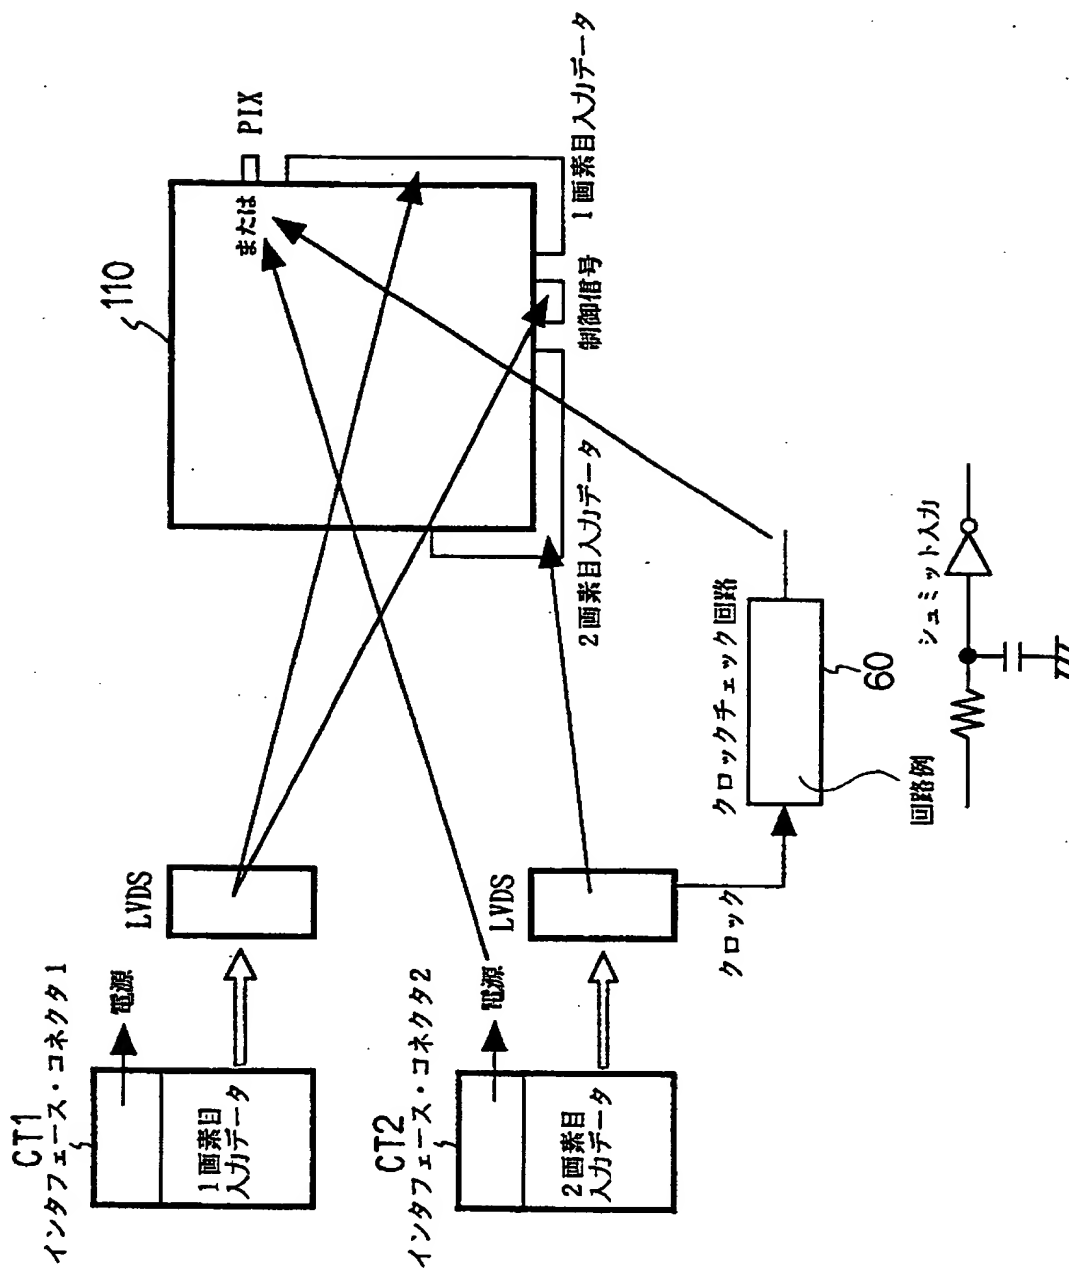 CT1
インタフェース・コネクタ1
電源
1画素目
入力データ
LVDS
CT2
インタフェース・コネクタ2
電源
2画素目
入力データ
LVDS
クロック
110
または
PIX
1画素目入力データ
制御信号
2画素目入力データ
クロックチェック回路
60
回路例
シュミット入力